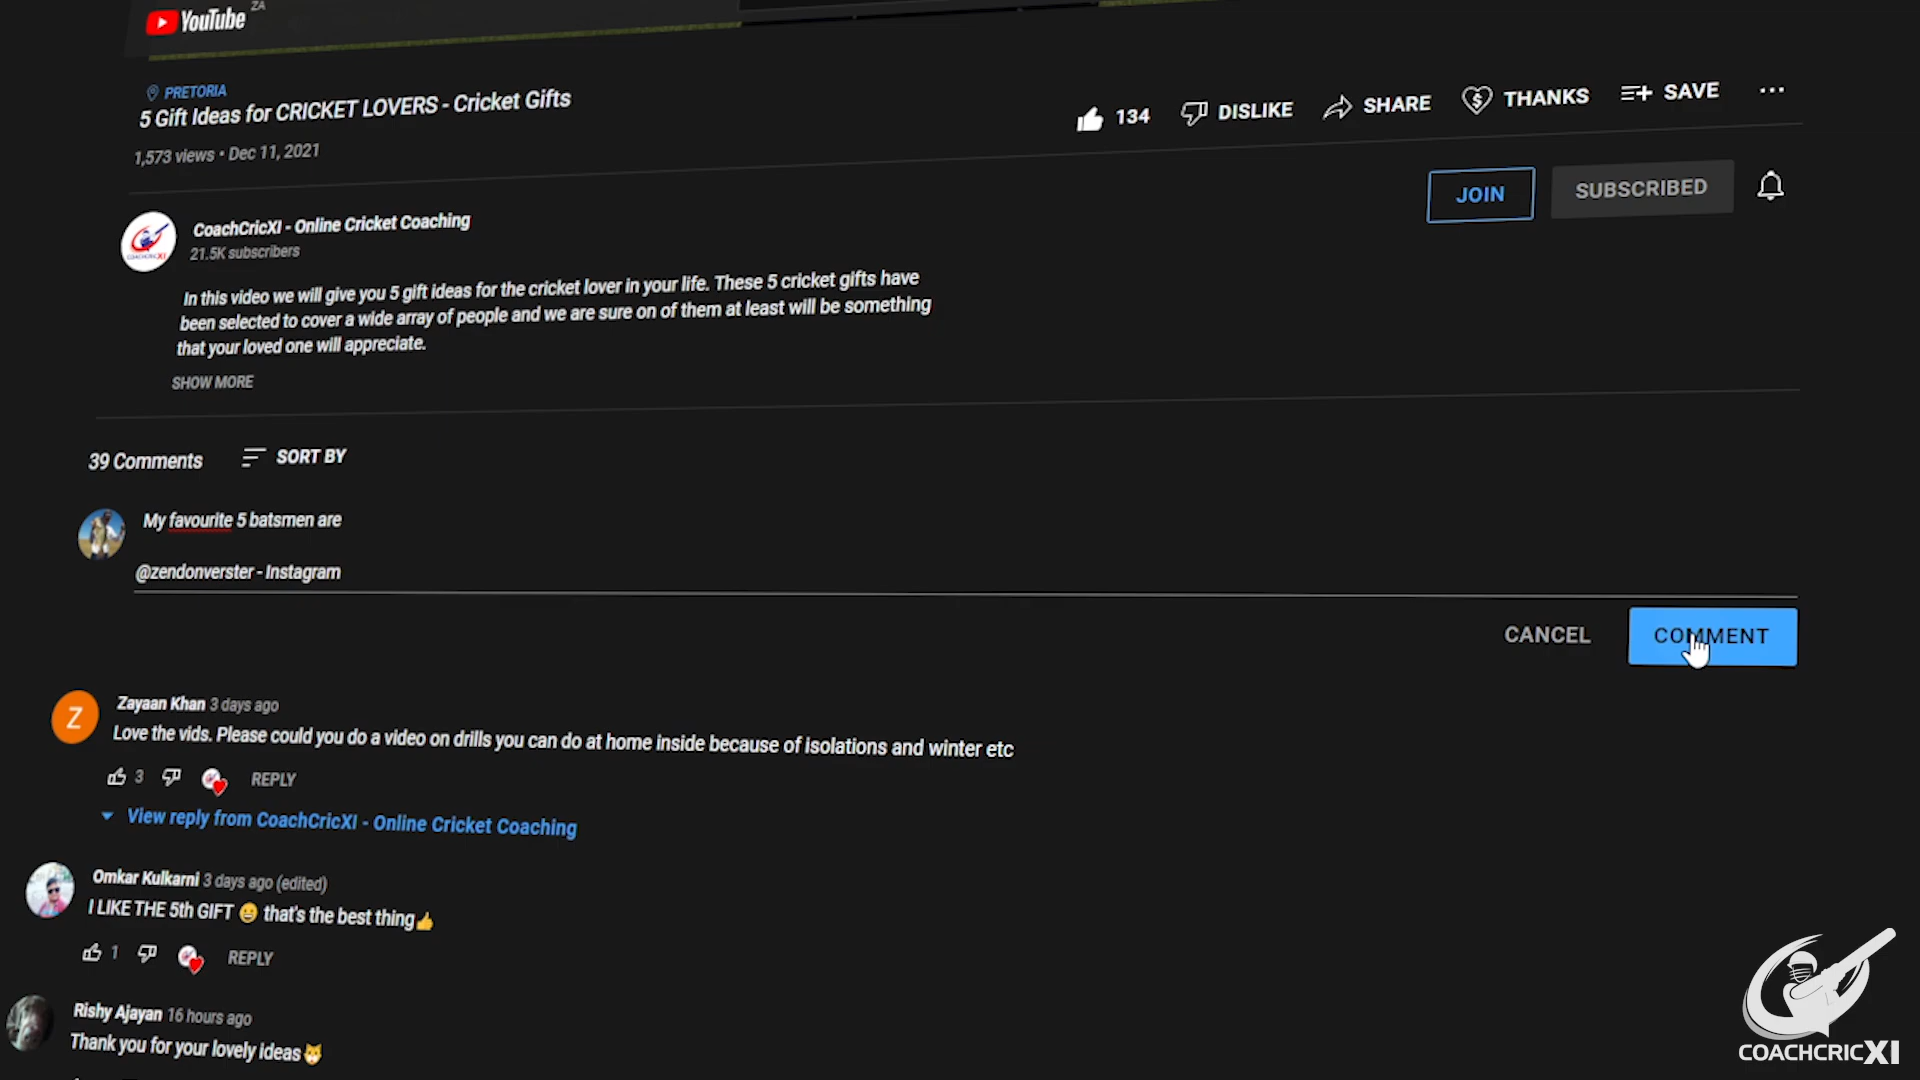 YouTube ZA
PRETORIA
5 Gift Ideas for CRICKET LOVERS - Cricket Gifts
1,573 views • Dec 11, 2021
134 DISLIKE SHARE THANKS SAVE ...
CoachCricXI - Online Cricket Coaching
21.5K subscribers
JOIN SUBSCRIBED
In this video we will give you 5 gift ideas for the cricket lover in your life. These 5 cricket gifts have
been selected to cover a wide array of people and we are sure on of them at least will be something
that your loved one will appreciate.
SHOW MORE
39 Comments SORT BY
My favourite 5 batsmen are
@zendonverster - Instagram
CANCEL COMMENT
Z
Zayaan Khan 3 days ago
Love the vids. Please could you do a video on drills you can do at home inside because of isolations and winter etc
3 REPLY
View reply from CoachCricXI - Online Cricket Coaching
Omkar Kulkarni 3 days ago (edited)
I LIKE THE 5th GIFT 😀 that's the best thing👍
1 REPLY
Rishy Ajayan 16 hours ago
Thank you for your lovely ideas🐱
COACHCRICXI